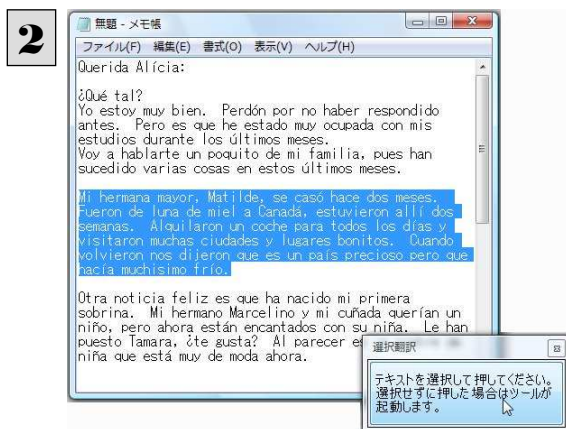 2
無題 - メモ帳
ファイル(F) 編集(E) 書式(O) 表示(V) ヘルプ(H)
Querida Alícia:
¿Qué tal?
Yo estoy muy bien. Perdón por no haber respondido
antes. Pero es que he estado muy ocupada con mis
estudios durante los últimos meses.
Voy a hablarte un poquito de mi familia, pues han
sucedido varias cosas en estos últimos meses.
Mi hermana mayor, Matilde, se casó hace dos meses.
Fueron de luna de miel a Canadá, estuvieron allí dos
semanas. Alquilaron un coche para todos los días y
visitaron muchas ciudades y lugares bonitos. Cuando
volvieron nos dijeron que es un país precioso pero que
hacía muchisimo frío.
Otra noticia feliz es que ha nacido mi primera
sobrina. Mi hermano Marcelino y mi cuñada querían un
niño, pero ahora están encantados con su niña. Le han
puesto Tamara, ¿te gusta? Al parecer
niña que está muy de moda ahora.
選択翻訳
テキストを選択して押してください。
選択せずに押した場合はツールが
起動します。